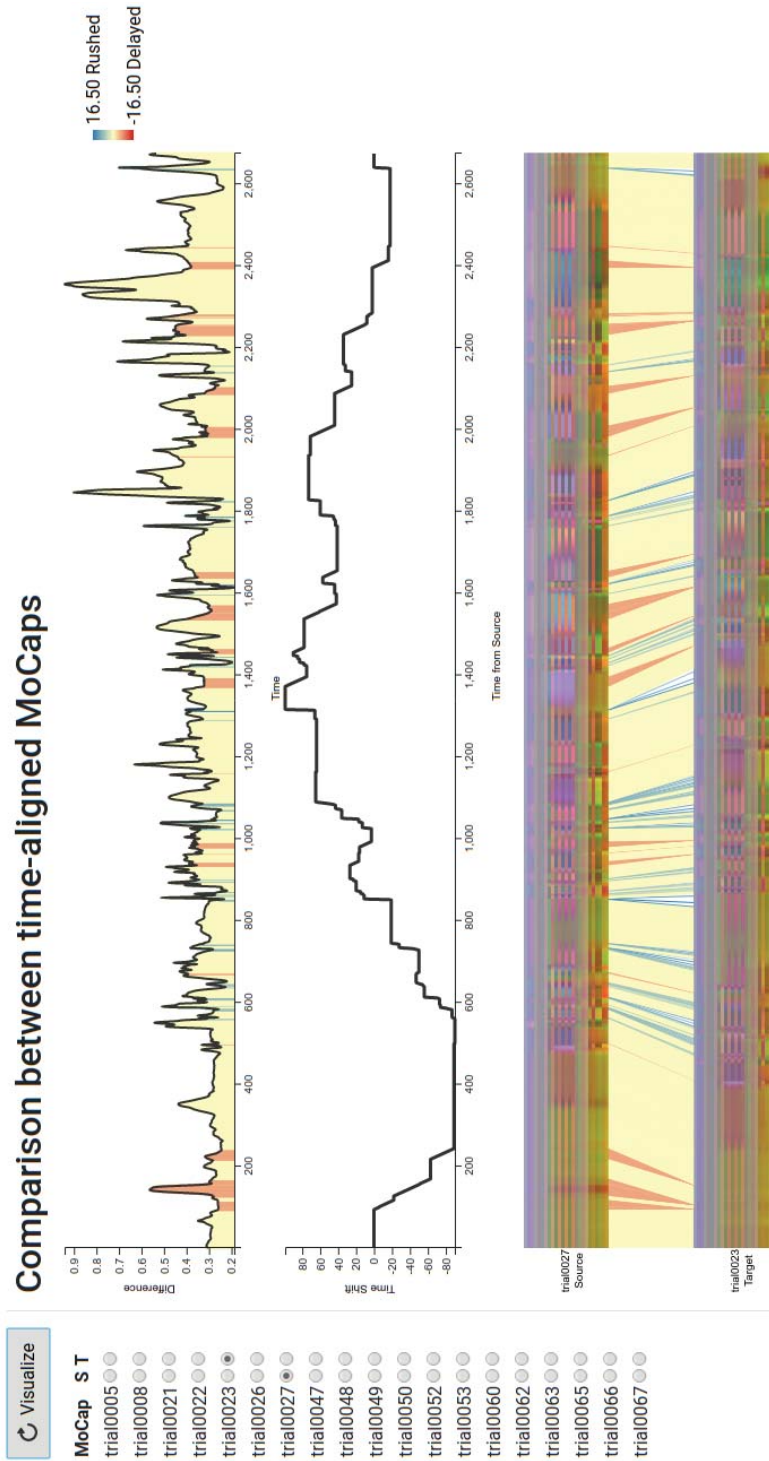 Visualize
MoCap S T
trial0005
trial0008
trial0021
trial0022
trial0023
trial0026
trial0027
trial0047
trial0048
trial0049
trial0050
trial0052
trial0053
trial0060
trial0062
trial0063
trial0065
trial0066
trial0067
Comparison between time-aligned MoCaps
16.50 Rushed
-16.50 Delayed
0.9
0.8
0.7
0.6
0.5
0.4
0.3
0.2
Difference
200 400 600 800 1,000 1,200 1,400 1,600 1,800 2,000 2,200 2,400 2,600
Time
80
60
40
20
0
-20
-40
-60
-80
Time Shift
200 400 600 800 1,000 1,200 1,400 1,600 1,800 2,000 2,200 2,400 2,600
Time from Source
trial0027
Source
trial0023
Target